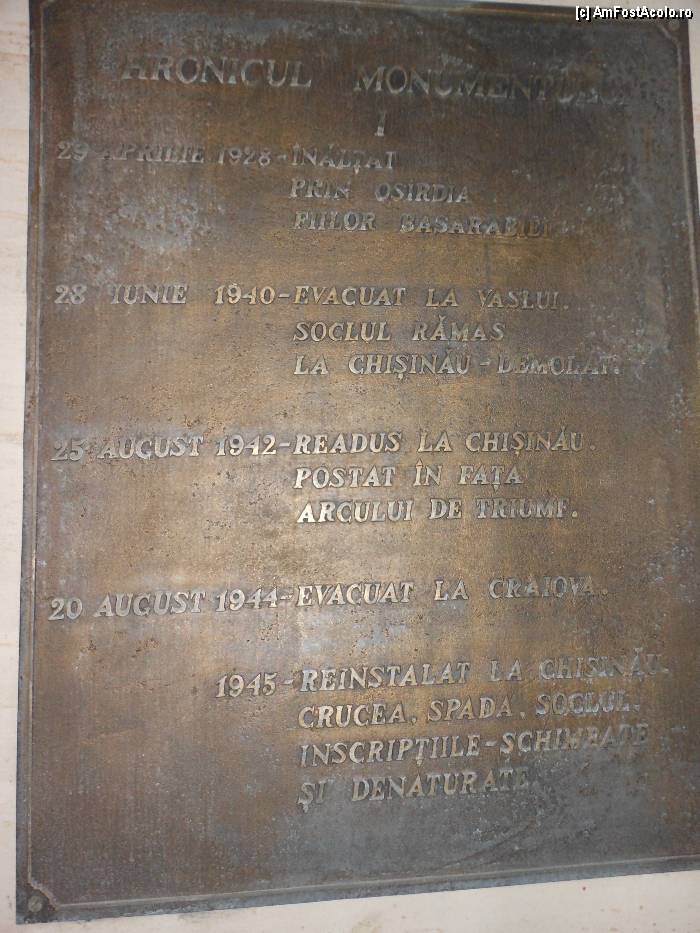 [c] AmFostAcolo.ro
HRONICUL MONUMENTULUI
I
29 APRILIE 1928 - ÎNĂLȚAT
PRIN OSIRDIA
FIILOR BASARABIEI
28 IUNIE 1940 - EVACUAT LA VASLUI.
SOCLUL RĂMAS
LA CHIȘINĂU - DEMOLAT.
25 AUGUST 1942 - READUS LA CHIȘINĂU.
POSTAT ÎN FAȚA
ARCULUI DE TRIUMF.
20 AUGUST 1944 - EVACUAT LA CRAIOVA.
1945 - REINSTALAT LA CHIȘINĂU.
CRUCEA, SPADA, SOCLUL,
INSCRIPȚIILE - SCHIMBATE
ȘI DENATURATE